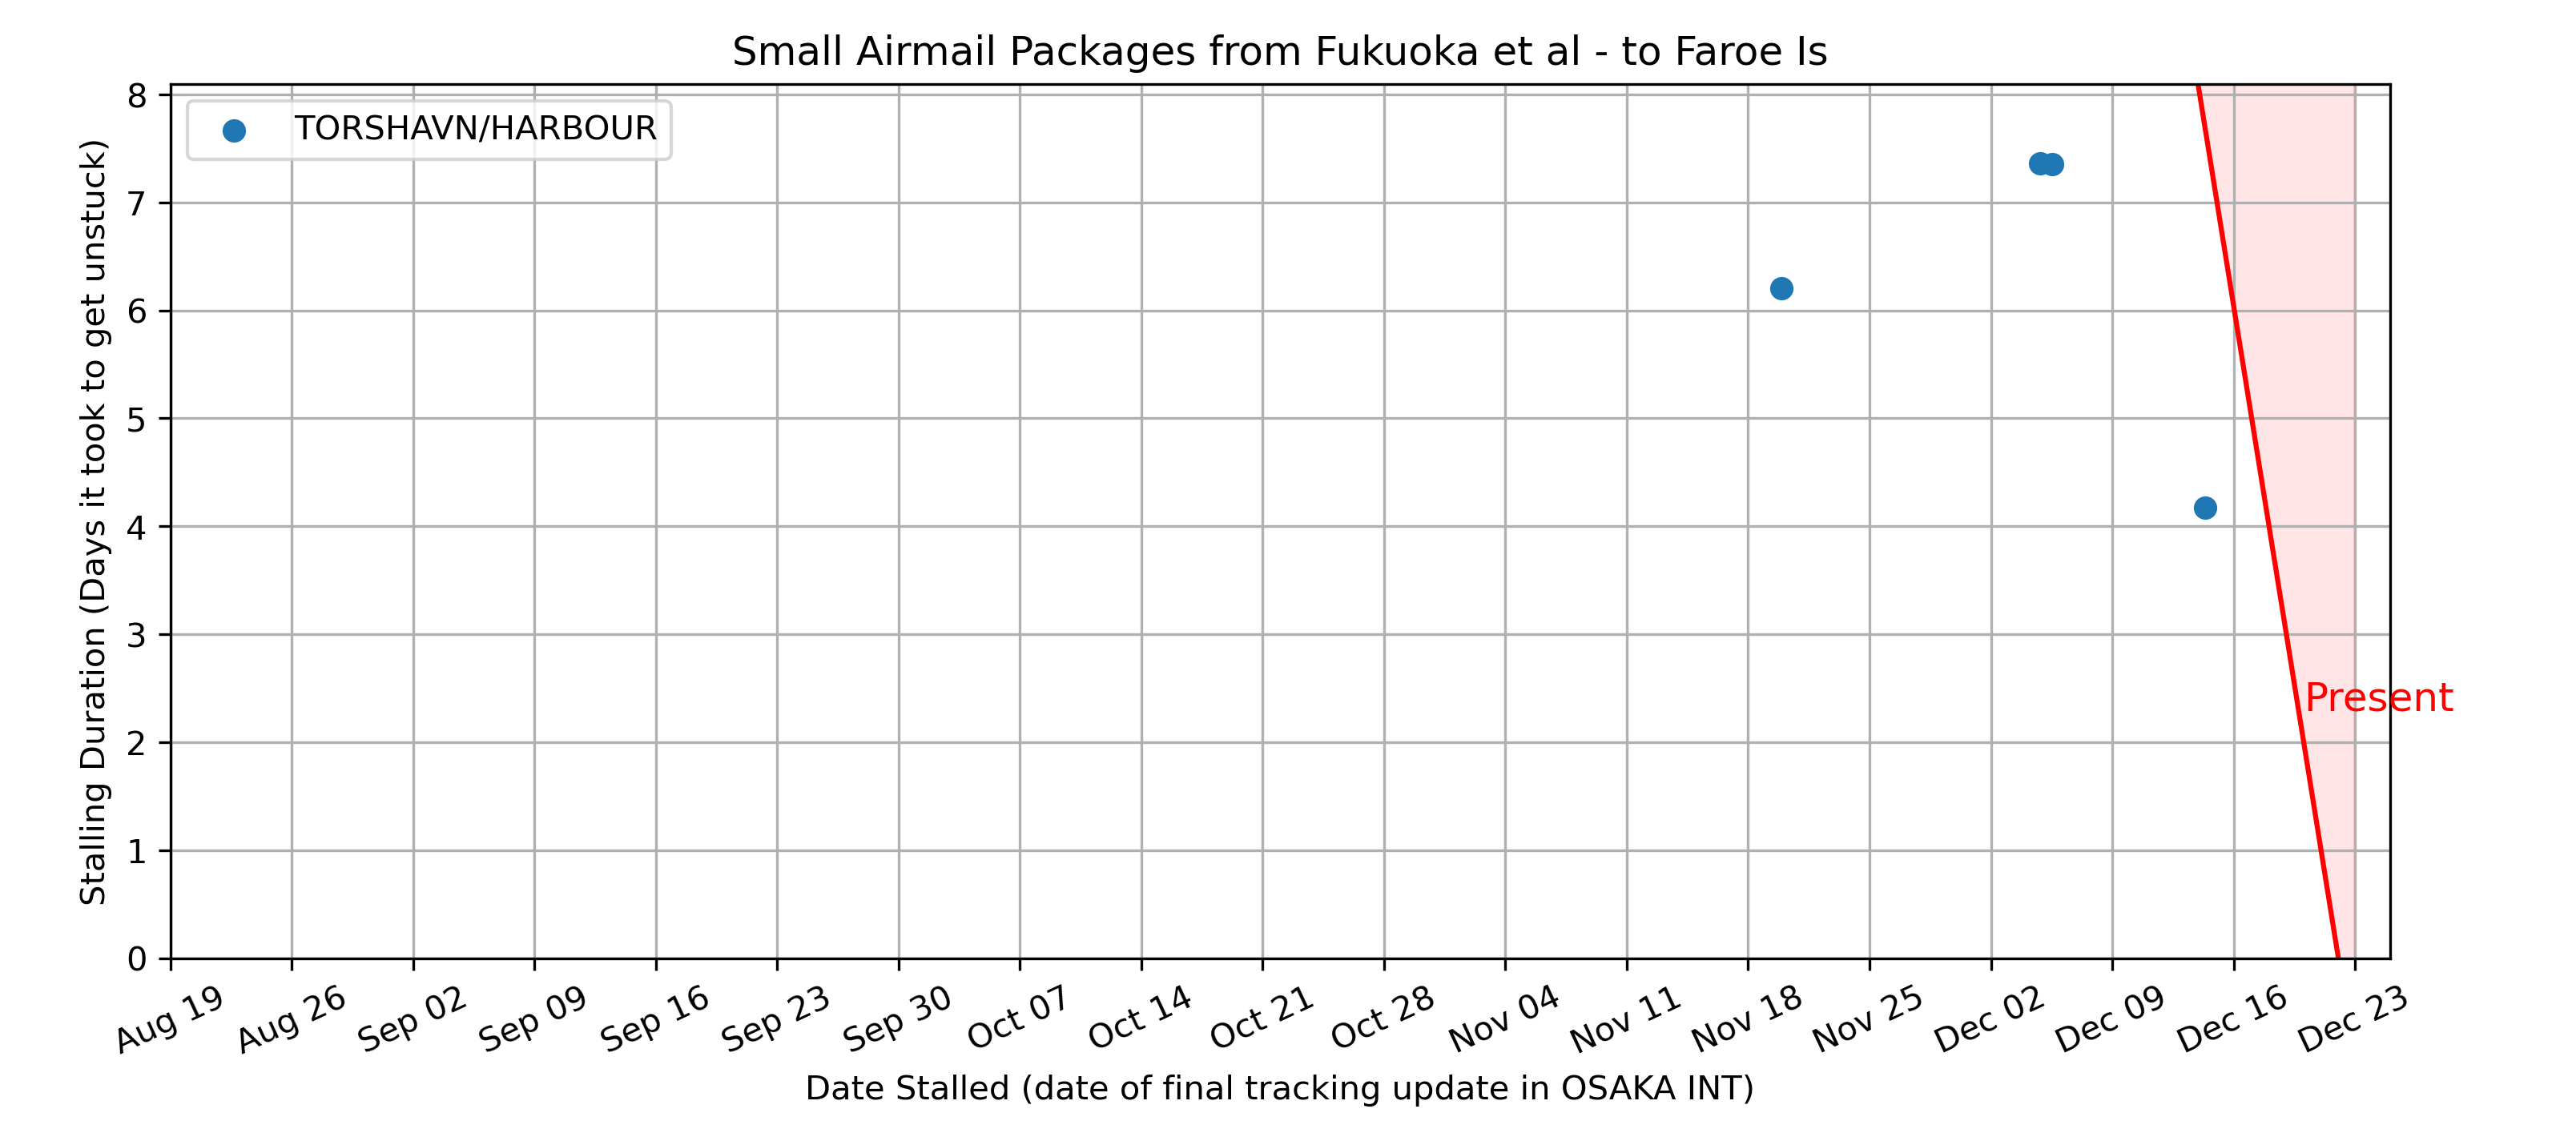 Small Airmail Packages from Fukuoka et al - to Faroe Is
TORSHAVN/HARBOUR
Stalling Duration (Days it took to get unstuck)
8
7
6
5
4
3
2
1
0
Present
Aug 19 Aug 26 Sep 02 Sep 09 Sep 16 Sep 23 Sep 30 Oct 07 Oct 14 Oct 21 Oct 28 Nov 04 Nov 11 Nov 18 Nov 25 Dec 02 Dec 09 Dec 16 Dec 23
Date Stalled (date of final tracking update in OSAKA INT)